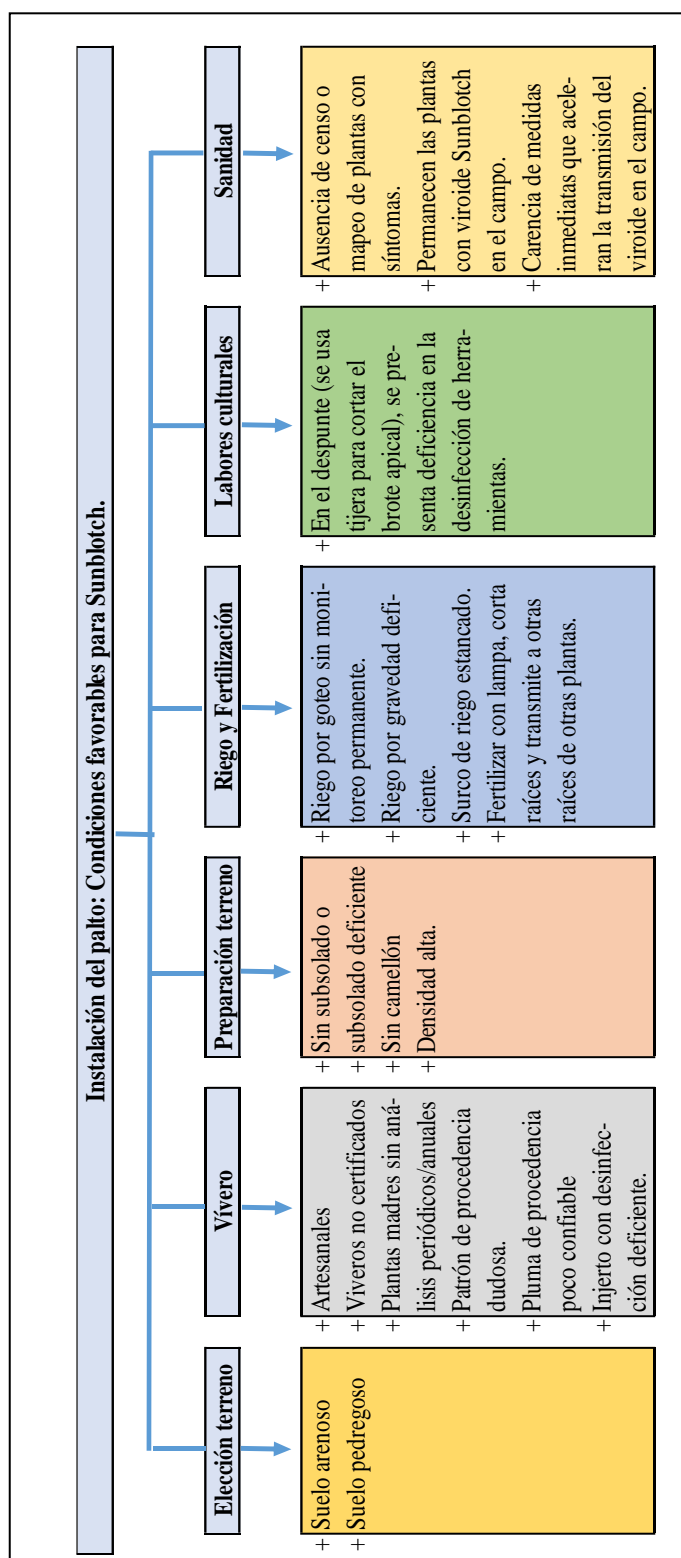 Instalación del palto: Condiciones favorables para Sunblotch.
Elección terreno
+ Suelo arenoso
+ Suelo pedregoso
Vívero
+ Artesanales
+ Viveros no certificados
+ Plantas madres sin aná-
lisis periódicos/anuales
+ Patrón de procedencia
dudosa.
+ Pluma de procedencia
poco confiable
+ Injerto con desinfec-
ción deficiente.
Preparación terreno
+ Sin subsolado o
+ subsolado deficiente
+ Sin camellón
+ Densidad alta.
Riego y Fertilización
+ Riego por goteo sin moni-
toreo permanente.
+ Riego por gravedad defi-
ciente.
+ Surco de riego estancado.
+ Fertilizar con lampa, corta
raíces y transmite a otras
raíces de otras plantas.
Labores culturales
+ En el despunte (se usa
tijera para cortar el
brote apical), se pre-
senta deficiencia en la
desinfección de herra-
mientas.
Sanidad
+ Ausencia de censo o
mapeo de plantas con
síntomas.
+ Permanecen las plantas
con viroide Sunblotch
en el campo.
+ Carencia de medidas
inmediatas que acele-
ran la transmisión del
viroide en el campo.